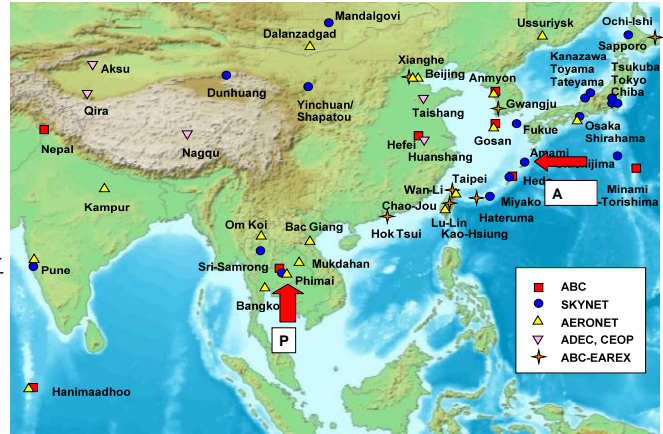 Mandalgovi
Dalanzadgad
Ussuriysk
Ochi-Ishi
Sapporo
Aksu
Xianghe
Beijing
Kanazawa
Toyama
Tateyama
Tsukuba
Tokyo
Chiba
Dunhuang
Yinchuan/
Shapatou
Anmyon
Qira
Taishang
Gwangju
Fukue
Osaka
Shirahama
Nepal
Nagqu
Hefei
Huanshang
Gosan
Amami
Hedo
A
Minami
-Torishima
Kampur
Taipei
Wan-Li
Chao-Jou
Miyako
Hateruma
Om Koi
Bac Giang
Hok Tsui
Lu-Lin
Kao-Hsiung
Pune
Sri-Samrong
Mukdahan
Phimai
Bangko
P
ABC
SKYNET
AERONET
ADEC, CEOP
ABC-EAREX
Hanimaadhoo